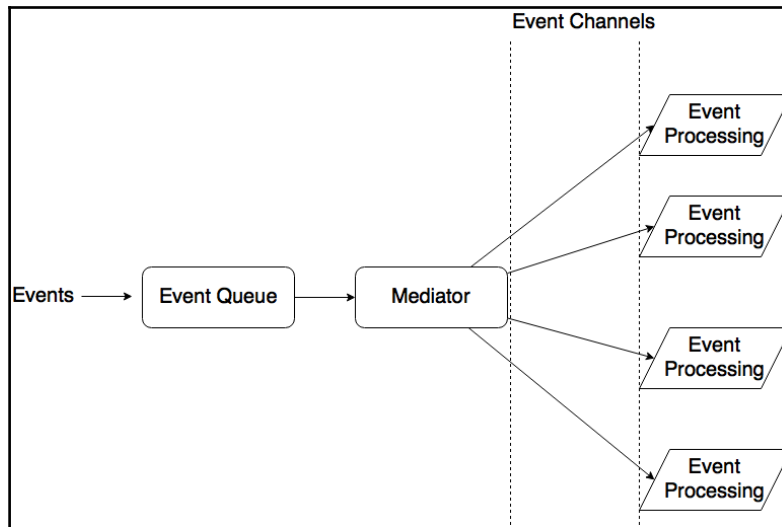 Event Channels
Event
Processing
Event
Processing
Events
Event Queue
Mediator
Event
Processing
Event
Processing